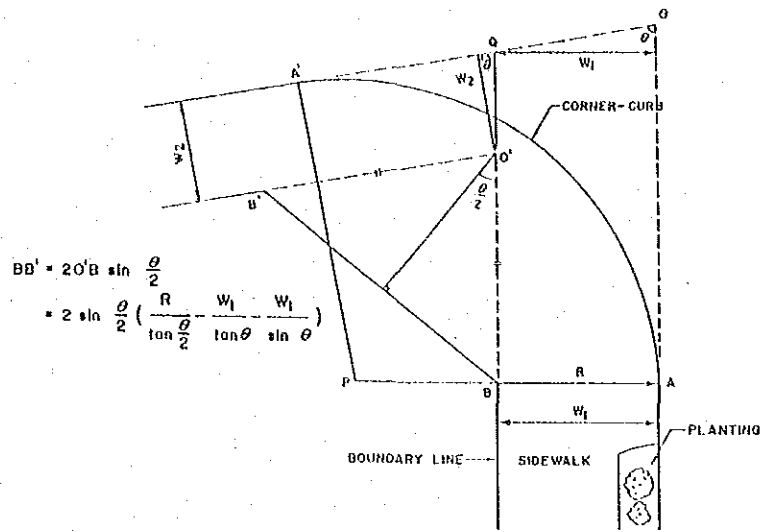 O
θ
Q
W₁
A'
θ
W₂
CORNER-CURB
W₂
O'
θ/2
B'
BB' = 2O'B sin θ/2
= 2 sin θ/2 ( R / tan θ/2 - W₁ / tan θ - W₁ / sin θ )
P
B
R
A
W₁
PLANTING
BOUNDARY LINE
SIDEWALK